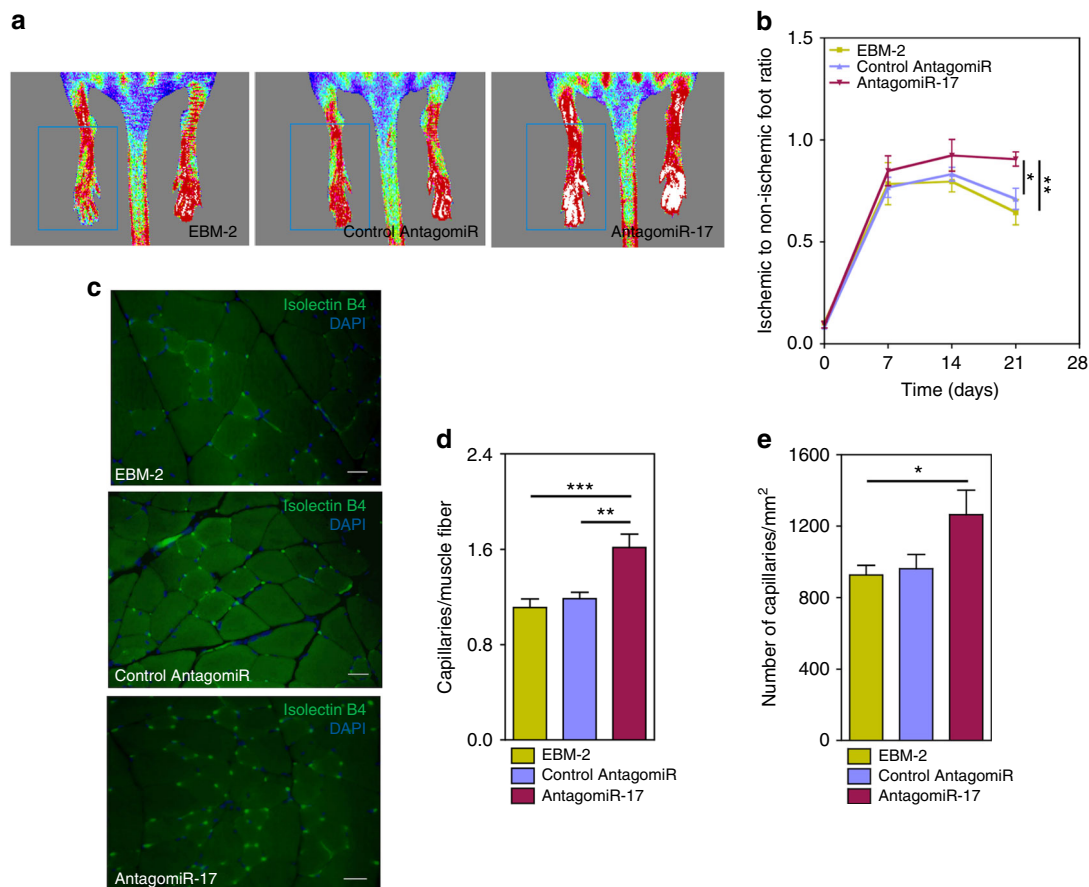 a
EBM-2
Control AntagomiR
AntagomiR-17
b
Ischemic to non-ischemic foot ratio
1.5
1.0
0.5
0.0
EBM-2
Control AntagomiR
AntagomiR-17
*
**
0
7
14
21
28
Time (days)
c
Isolectin B4
DAPI
EBM-2
Isolectin B4
DAPI
Control AntagomiR
Isolectin B4
DAPI
AntagomiR-17
d
Capillaries/muscle fiber
2.4
1.6
0.8
0.0
***
**
EBM-2
Control AntagomiR
AntagomiR-17
e
Number of capillaries/mm²
1600
1200
800
400
0
*
EBM-2
Control AntagomiR
AntagomiR-17